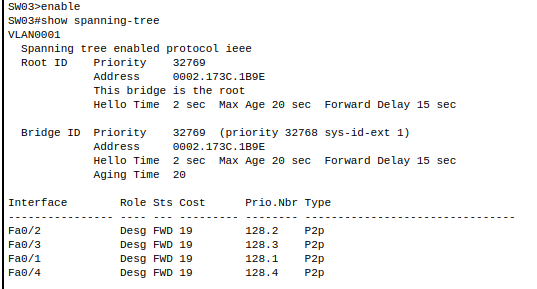 SW03>enable
SW03#show spanning-tree
VLAN0001
  Spanning tree enabled protocol ieee
  Root ID    Priority    32769
             Address     0002.173C.1B9E
             This bridge is the root
             Hello Time  2 sec  Max Age 20 sec  Forward Delay 15 sec

  Bridge ID  Priority    32769  (priority 32768 sys-id-ext 1)
             Address     0002.173C.1B9E
             Hello Time  2 sec  Max Age 20 sec  Forward Delay 15 sec
             Aging Time  20

Interface        Role Sts Cost      Prio.Nbr Type
---------------- ---- --- --------- -------- --------------------------------
Fa0/2            Desg FWD 19        128.2    P2p
Fa0/3            Desg FWD 19        128.3    P2p
Fa0/1            Desg FWD 19        128.1    P2p
Fa0/4            Desg FWD 19        128.4    P2p